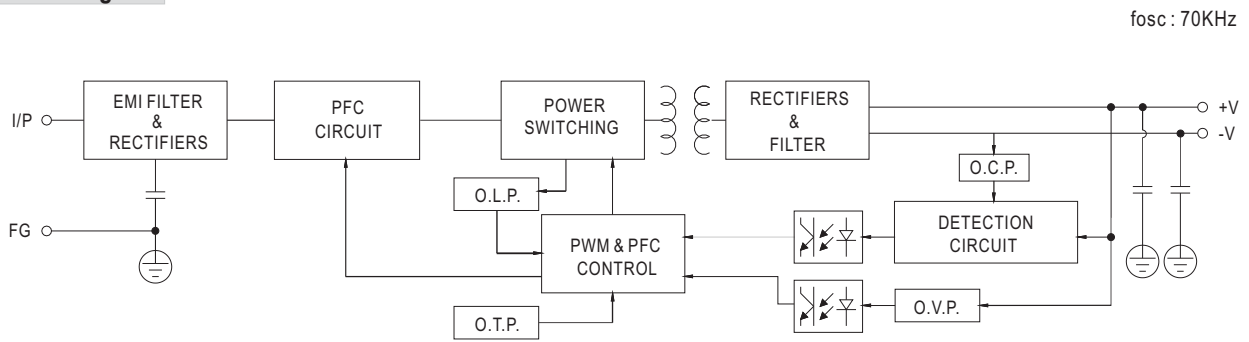 fosc : 70KHz
I/P
EMI FILTER
&
RECTIFIERS
PFC
CIRCUIT
POWER
SWITCHING
RECTIFIERS
&
FILTER
+V
-V
O.C.P.
O.L.P.
FG
PWM & PFC
CONTROL
DETECTION
CIRCUIT
O.T.P.
O.V.P.